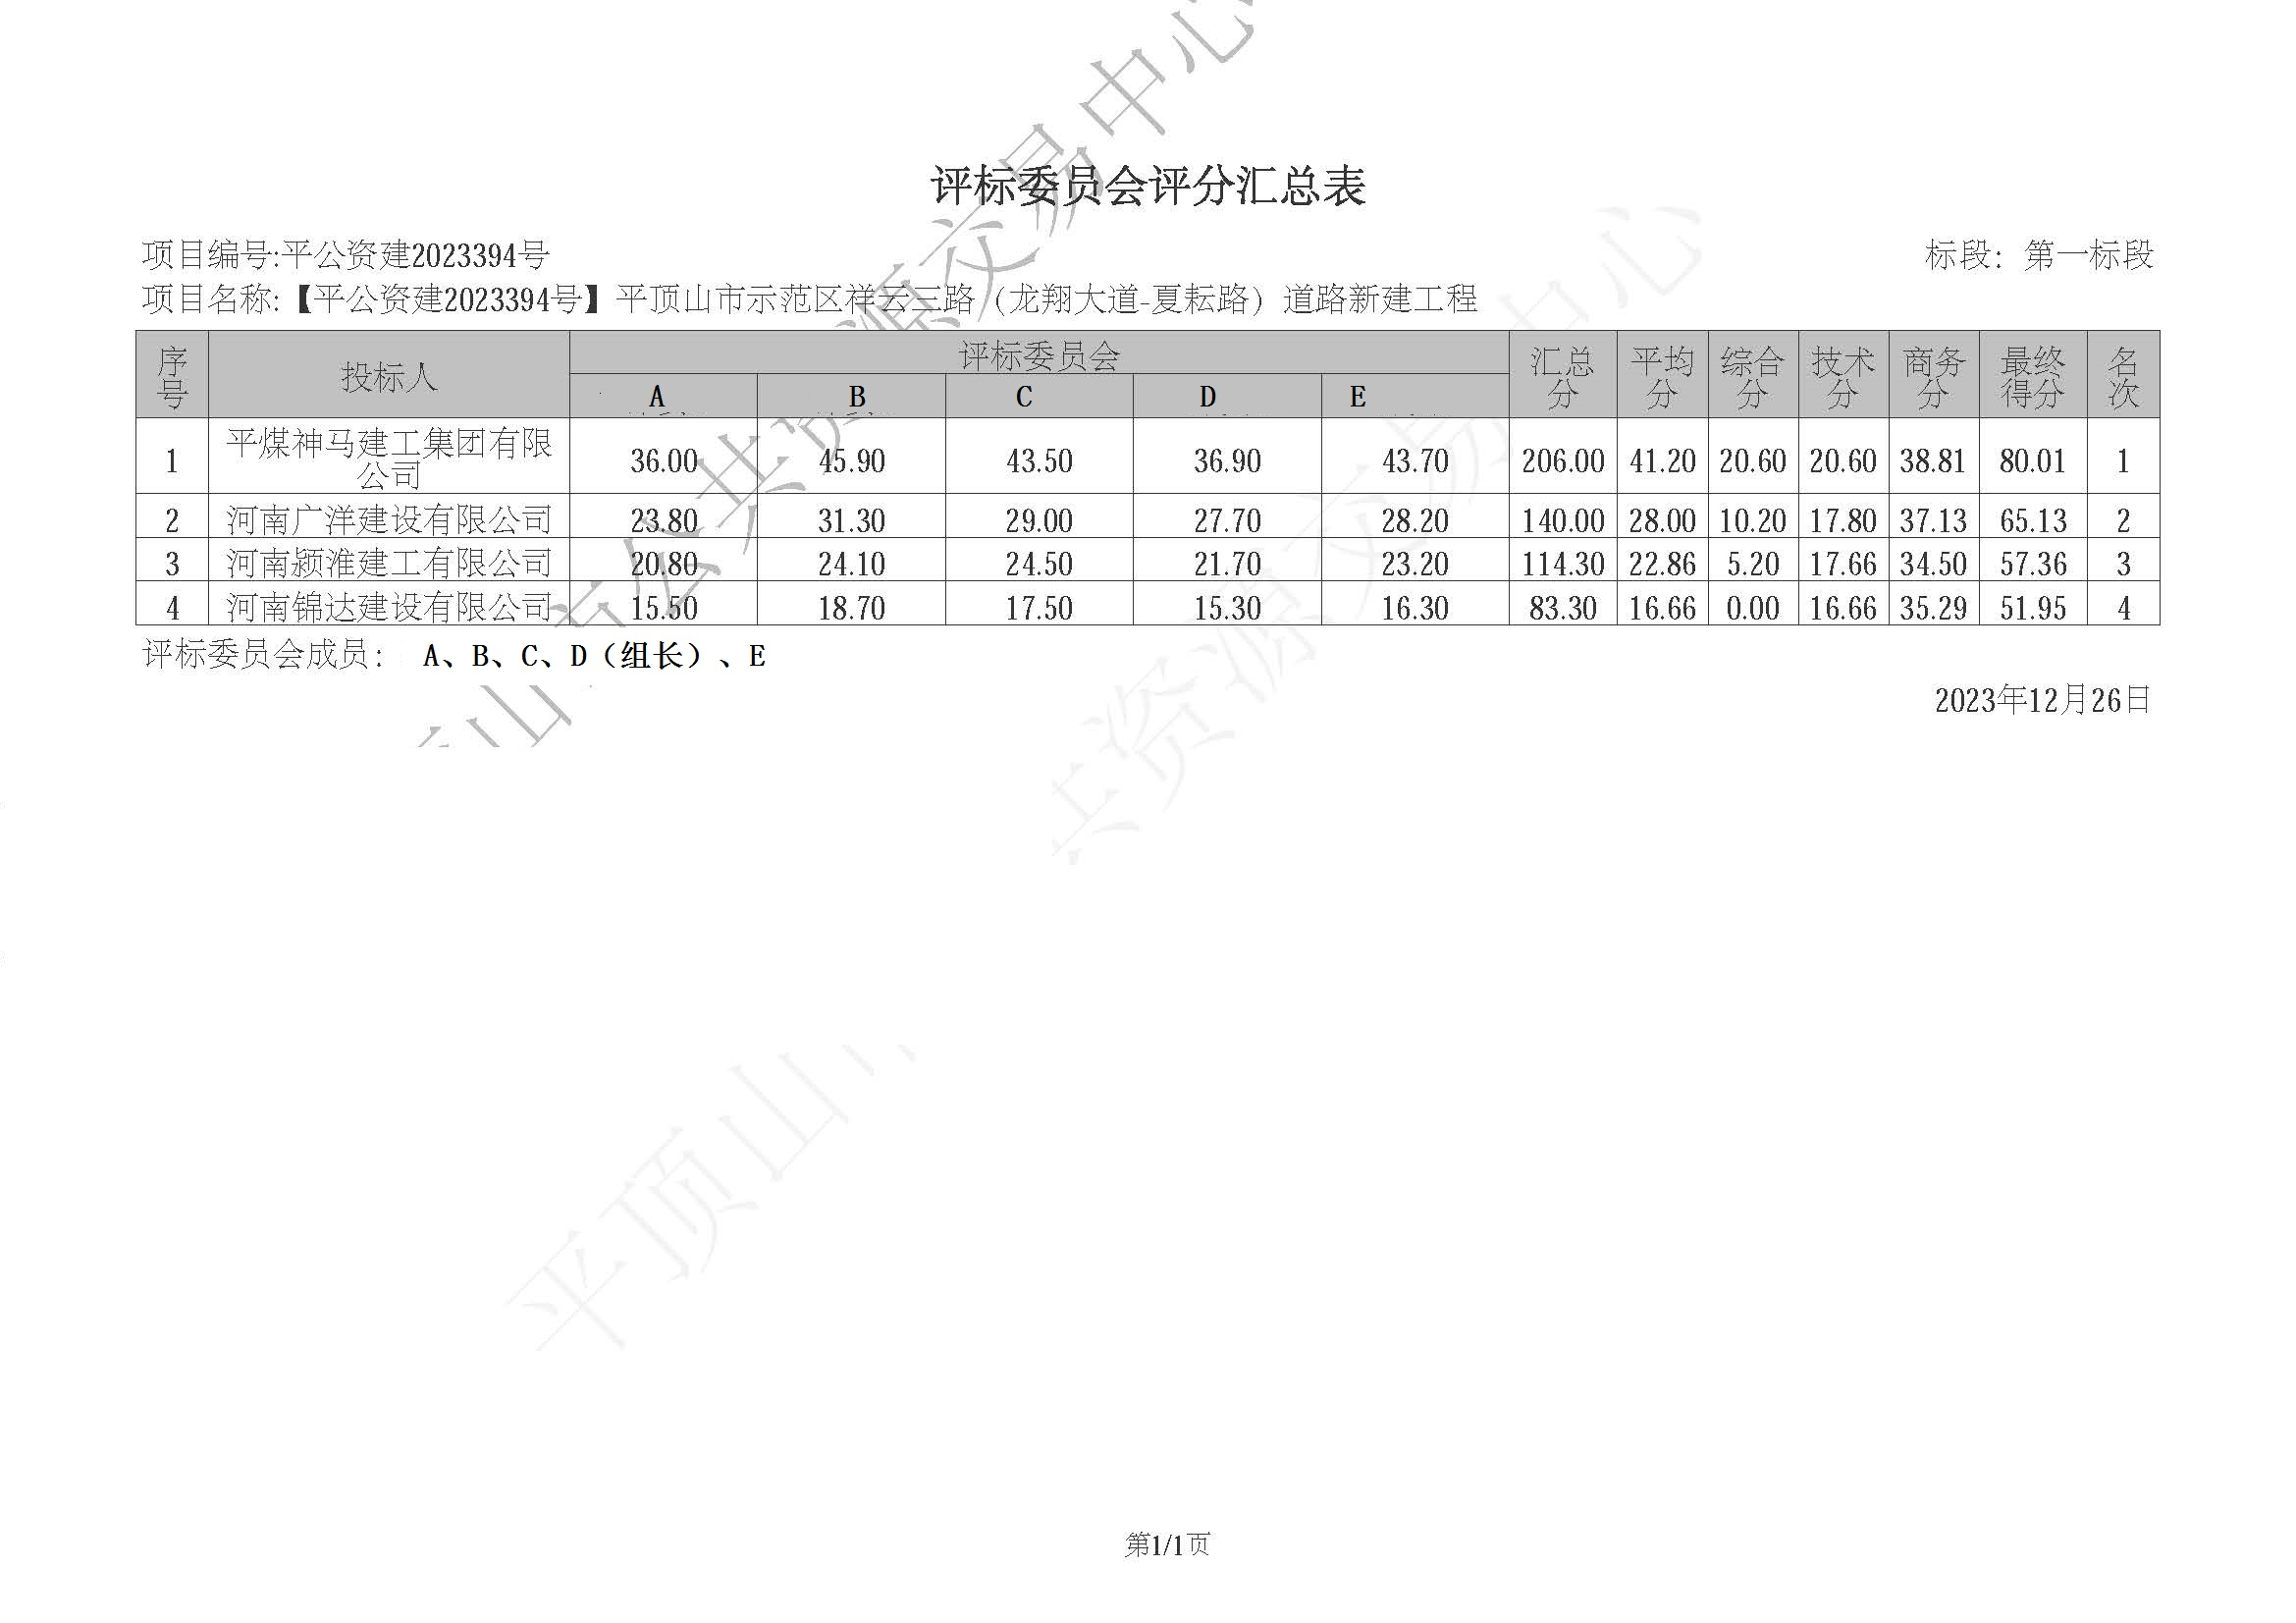 评标委员会评分汇总表
项目编号:平公资建2023394号 标段：第一标段
项目名称:【平公资建2023394号】平顶山市示范区祥云三路（龙翔大道-夏耘路）道路新建工程
序号 投标人 评标委员会 汇总分 平均分 综合分 技术分 商务分 最终得分 名次
A B C D E
1 平煤神马建工集团有限公司 36.00 45.90 43.50 36.90 43.70 206.00 41.20 20.60 20.60 38.81 80.01 1
2 河南广洋建设有限公司 23.80 31.30 29.00 27.70 28.20 140.00 28.00 10.20 17.80 37.13 65.13 2
3 河南颍淮建工有限公司 20.80 24.10 24.50 21.70 23.20 114.30 22.86 5.20 17.66 34.50 57.36 3
4 河南锦达建设有限公司 15.50 18.70 17.50 15.30 16.30 83.30 16.66 0.00 16.66 35.29 51.95 4
评标委员会成员： A、B、C、D（组长）、E
2023年12月26日
第1/1页